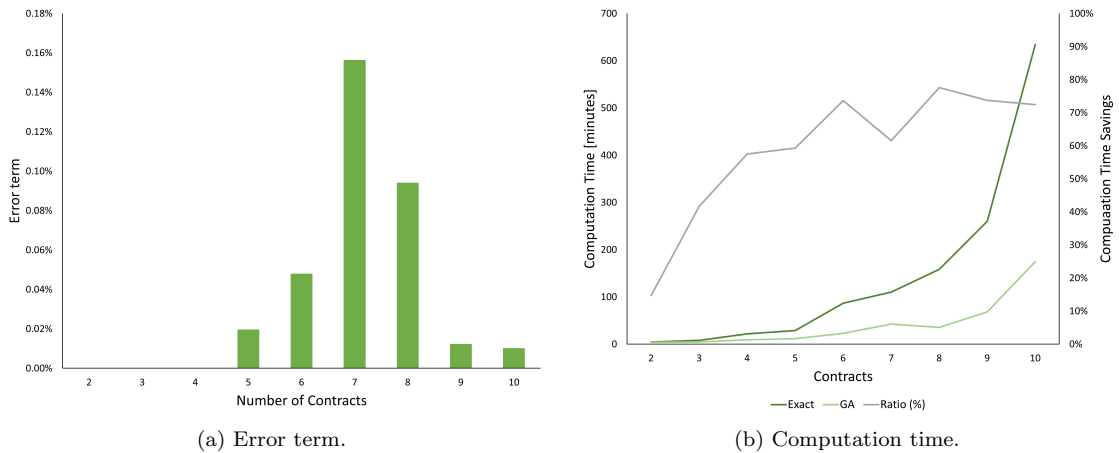 0.18%
0.16%
0.14%
0.12%
0.10%
0.08%
0.06%
0.04%
0.02%
0.00%
Error term
2 3 4 5 6 7 8 9 10
Number of Contracts
(a) Error term.
700
600
500
400
300
200
100
0
Computation Time [minutes]
100%
90%
80%
70%
60%
50%
40%
30%
20%
10%
0%
Compuaation Time Savings
2 3 4 5 6 7 8 9 10
Contracts
Exact GA Ratio (%)
(b) Computation time.